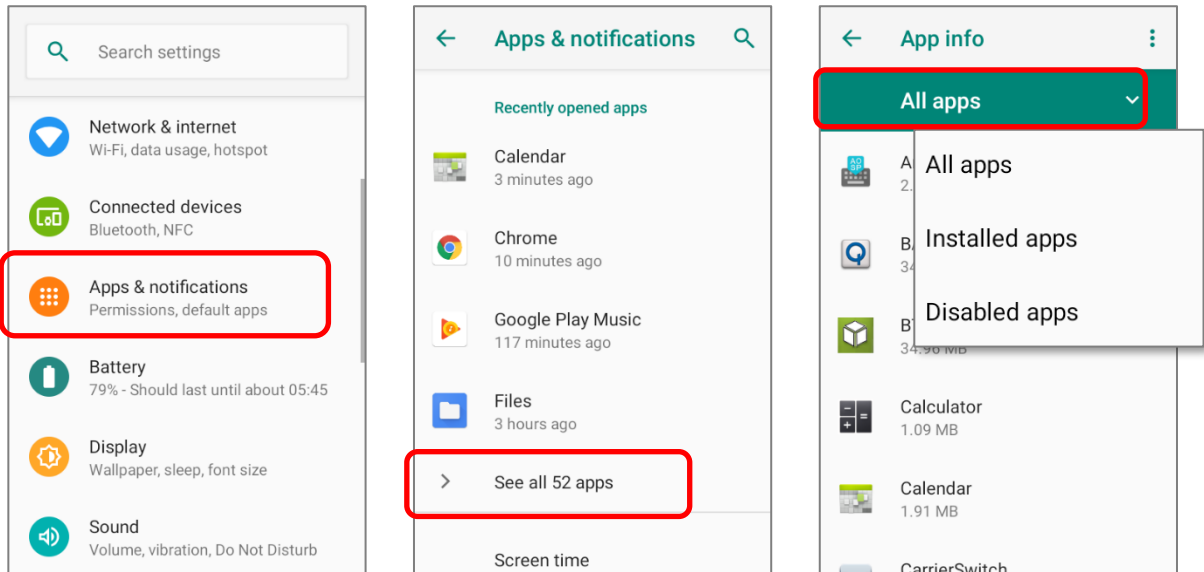 Search settings
Network & internet
Wi-Fi, data usage, hotspot
Connected devices
Bluetooth, NFC
Apps & notifications
Permissions, default apps
Battery
79% - Should last until about 05:45
Display
Wallpaper, sleep, font size
Sound
Volume, vibration, Do Not Disturb
Apps & notifications
Recently opened apps
Calendar
3 minutes ago
Chrome
10 minutes ago
Google Play Music
117 minutes ago
Files
3 hours ago
See all 52 apps
Screen time
App info
All apps
All apps
Installed apps
Disabled apps
34.96 MB
Calculator
1.09 MB
Calendar
1.91 MB
CarrierSwitch